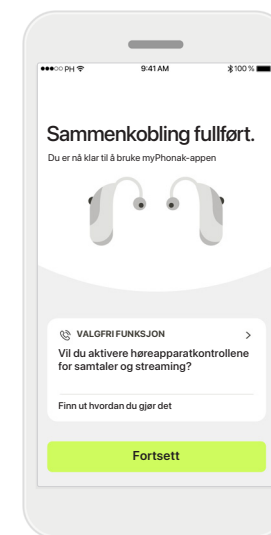 ●●●○○ PH
9:41 AM
100 %
Sammenkobling fullført.
Du er nå klar til å bruke myPhonak-appen
VALGFRI FUNKSJON
Vil du aktivere høreapparatkontrollene
for samtaler og streaming?
Finn ut hvordan du gjør det
Fortsett